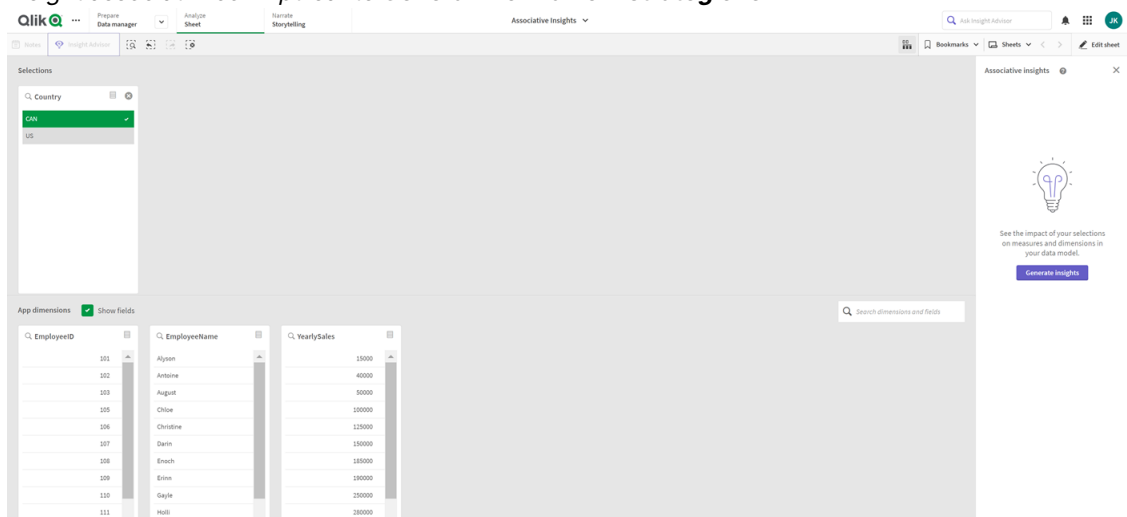 Qlik
Prepare
Data manager
Analyze
Sheet
Narrate
Storytelling
Associative Insights
Ask Insight Advisor
JK
Notes
Insight Advisor
Bookmarks
Sheets
Edit sheet
Selections
Country
CAN
US
Associative insights
See the impact of your selections
on measures and dimensions in
your data model.
Generate insights
App dimensions
Show fields
Search dimensions and fields
EmployeeID
101
102
103
105
106
107
108
109
110
111
EmployeeName
Alyson
Antoine
August
Chloe
Christine
Darin
Enoch
Erinn
Gayle
Holli
YearlySales
15000
40000
50000
100000
125000
150000
185000
190000
250000
280000